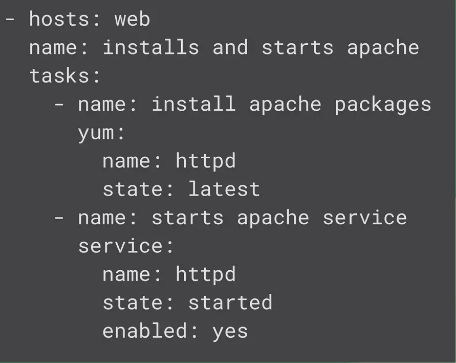 - hosts: web
  name: installs and starts apache
  tasks:
    - name: install apache packages
      yum:
        name: httpd
        state: latest
    - name: starts apache service
      service:
        name: httpd
        state: started
        enabled: yes